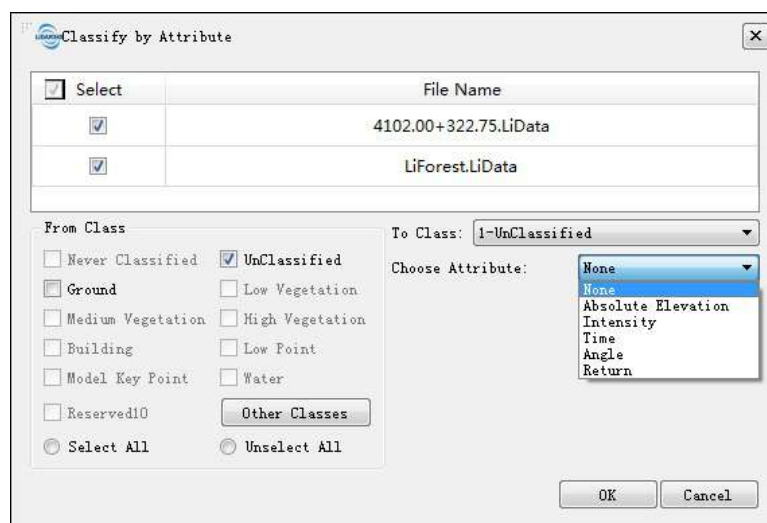 Classify by Attribute
Select File Name
4102.00+322.75.LiData
LiForest.LiData
From Class
Never Classified UnClassified
Ground Low Vegetation
Medium Vegetation High Vegetation
Building Low Point
Model Key Point Water
Reserved10 Other Classes
Select All Unselect All
To Class: 1-UnClassified
Choose Attribute: None
None
Absolute Elevation
Intensity
Time
Angle
Return
OK Cancel